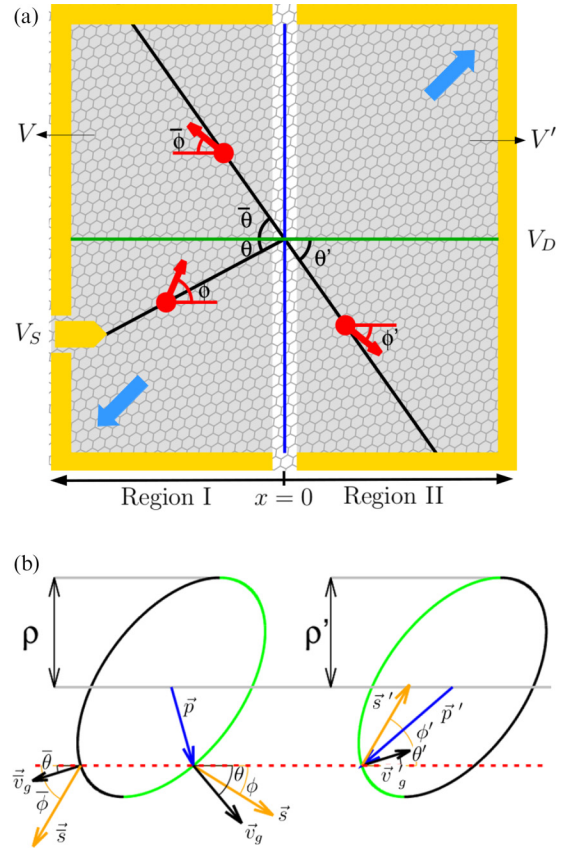 (a)
V
V'
ϕ̅
θ̅
θ
θ'
V_D
ϕ
ϕ'
V_S
Region I
x = 0
Region II
(b)
ρ
ρ'
p⃗
s⃗ '
p⃗ '
ϕ'
θ'
v⃗ '_g
θ̅
v̅⃗_g
ϕ̅
s̅⃗
θ
ϕ
s⃗
v⃗_g